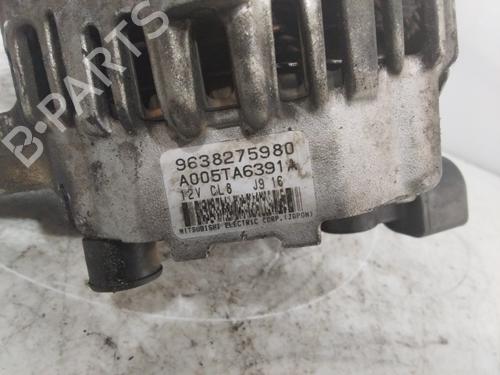 B-PARTS
9638275980
A005TA6391A
12V CL8 J9 16
MITSUBISHI ELECTRIC CORP.(JAPAN)